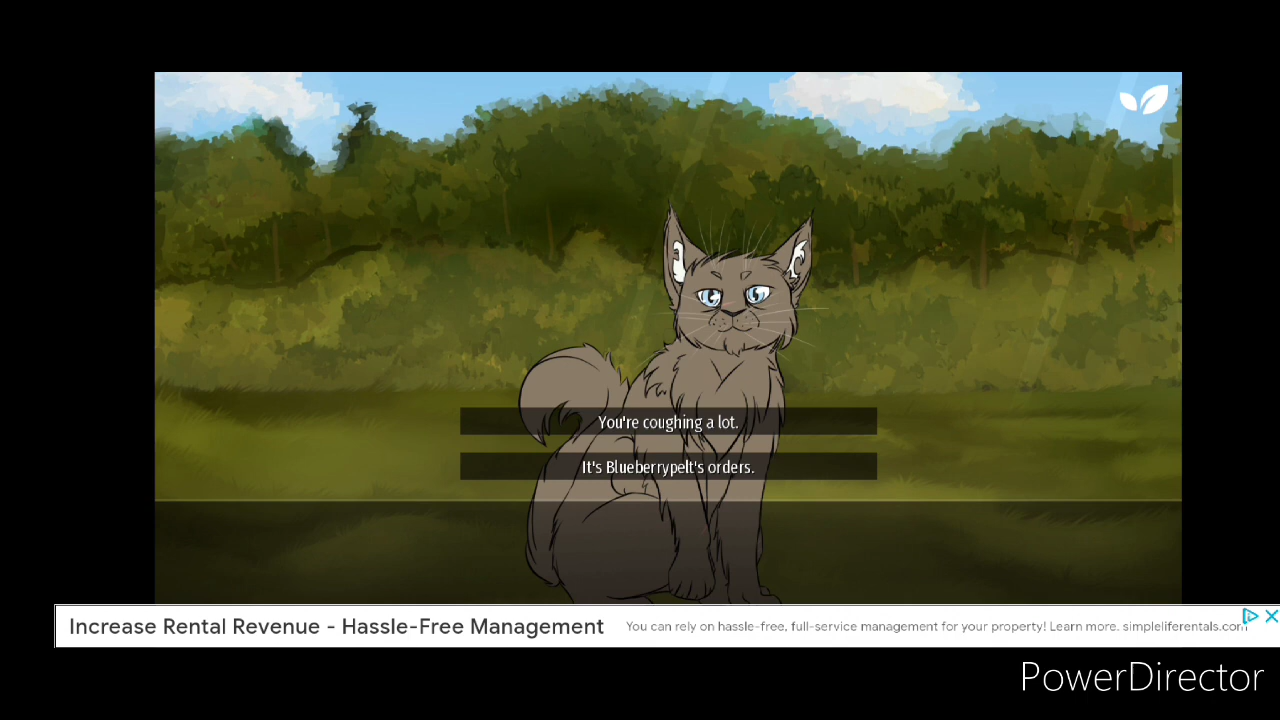 You're coughing a lot.
It's Blueberrypelt's orders.
Increase Rental Revenue - Hassle-Free Management
You can rely on hassle-free, full-service management for your property! Learn more. simpleliferentals.com
PowerDirector